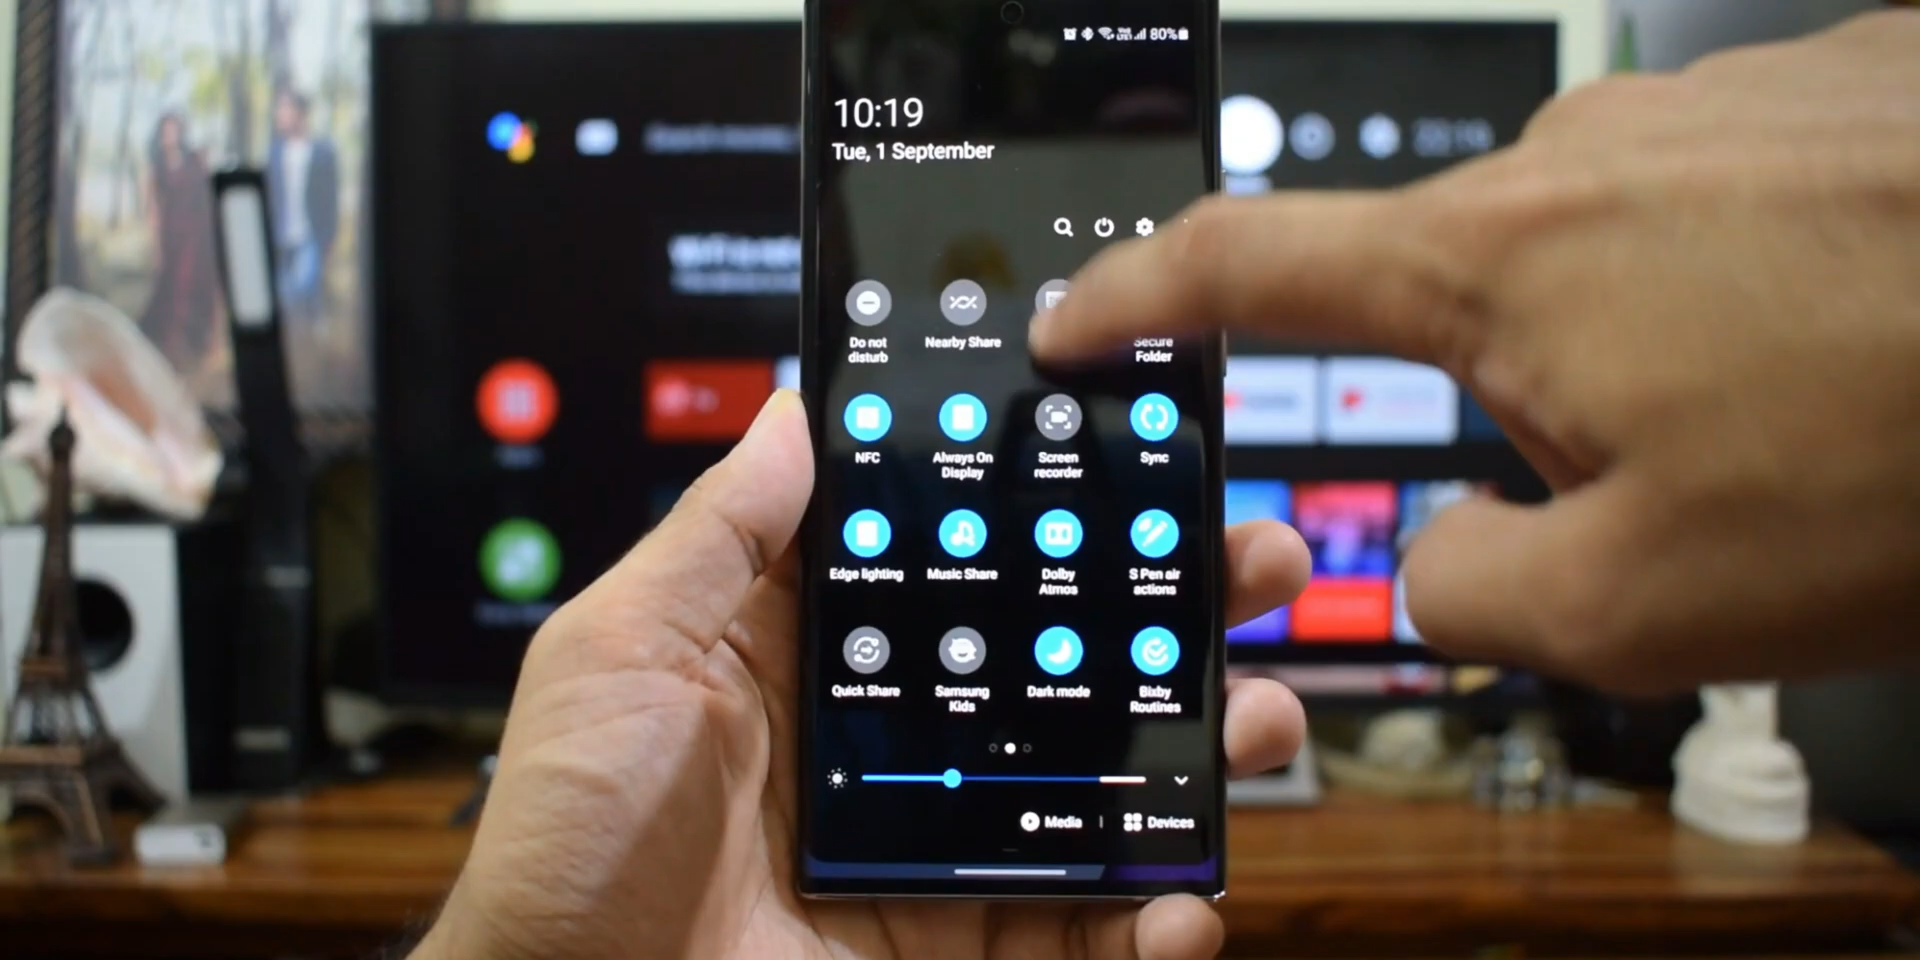 80%
10:19
Tue, 1 September
Do not
disturb
Nearby Share
Secure
Folder
NFC
Always On
Display
Screen
recorder
Sync
Edge lighting
Music Share
Dolby
Atmos
S Pen air
actions
Quick Share
Samsung
Kids
Dark mode
Bixby
Routines
Media
Devices